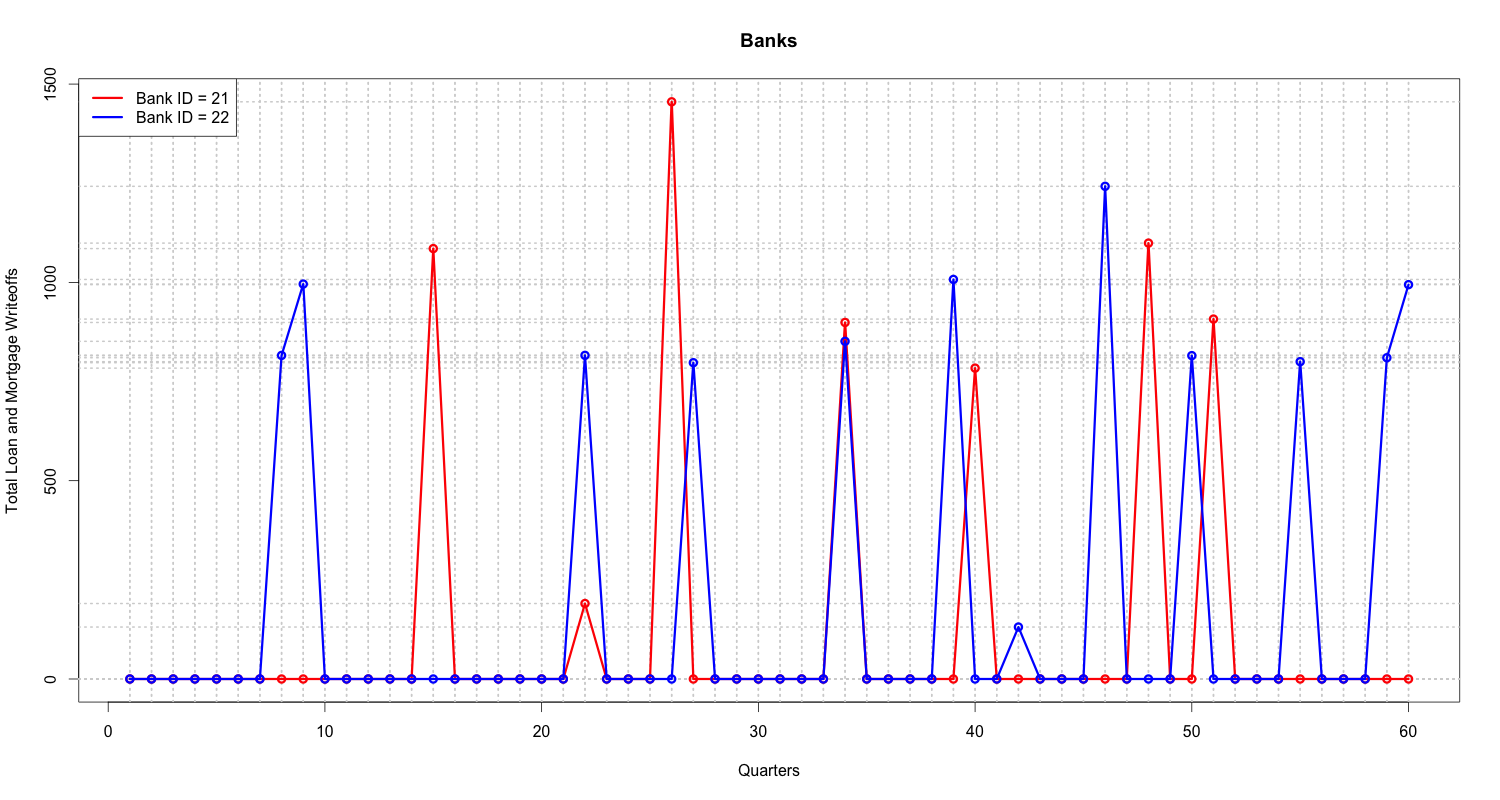 Banks
Bank ID = 21
Bank ID = 22
Total Loan and Mortgage Writeoffs
1500
1000
500
0
0 10 20 30 40 50 60
Quarters